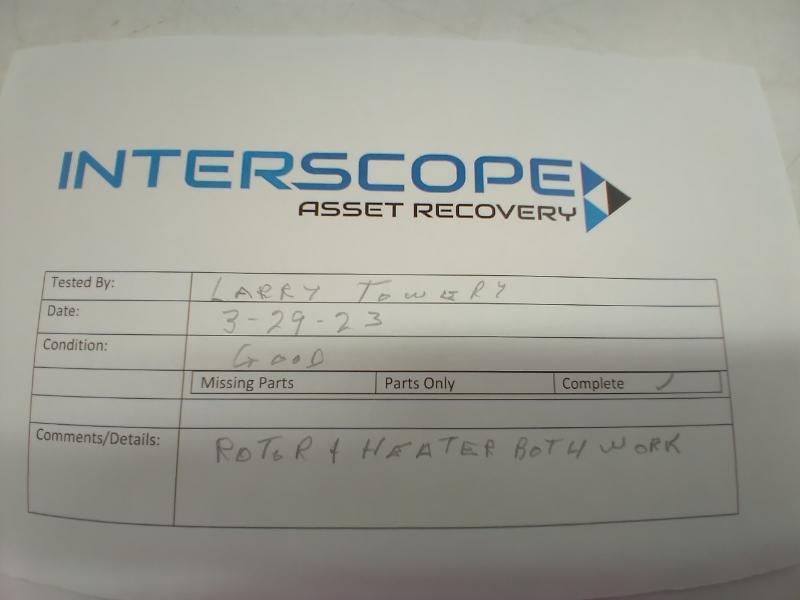 INTERSCOPE
ASSET RECOVERY
Tested By: LARRY TOWERY
Date: 3-29-23
Condition: GOOD
Missing Parts Parts Only Complete ✓
Comments/Details: ROTOR & HEATER BOTH WORK